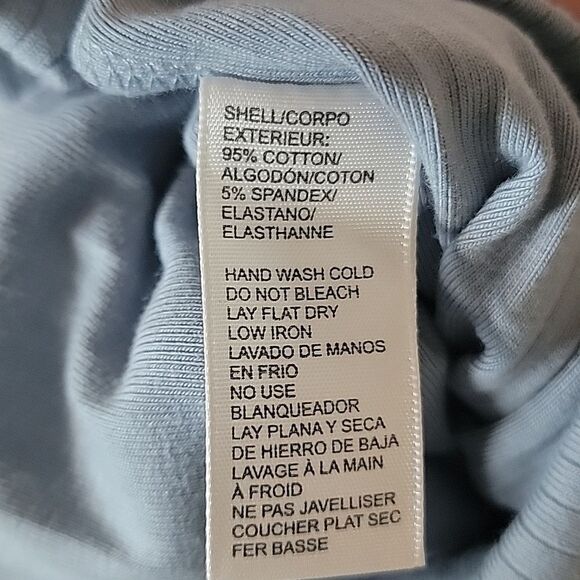 SHELL/CORPO
EXTERIEUR:
95% COTTON/
ALGODÓN/COTON
5% SPANDEX/
ELASTANO/
ELASTHANNE
HAND WASH COLD
DO NOT BLEACH
LAY FLAT DRY
LOW IRON
LAVADO DE MANOS
EN FRIO
NO USE
BLANQUEADOR
LAY PLANA Y SECA
DE HIERRO DE BAJA
LAVAGE À LA MAIN
À FROID
NE PAS JAVELLISER
COUCHER PLAT SEC
FER BASSE